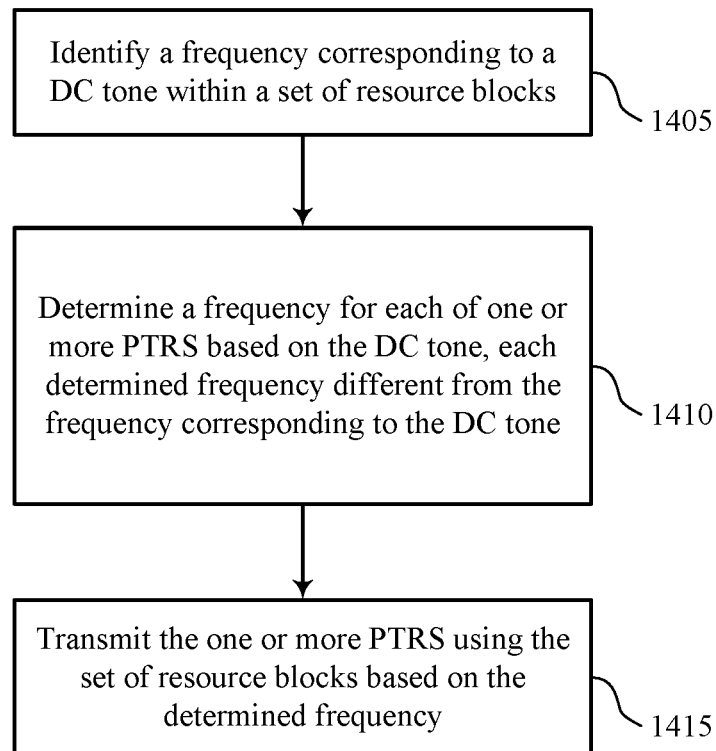 Identify a frequency corresponding to a
DC tone within a set of resource blocks
1405
Determine a frequency for each of one or
more PTRS based on the DC tone, each
determined frequency different from the
frequency corresponding to the DC tone
1410
Transmit the one or more PTRS using the
set of resource blocks based on the
determined frequency
1415